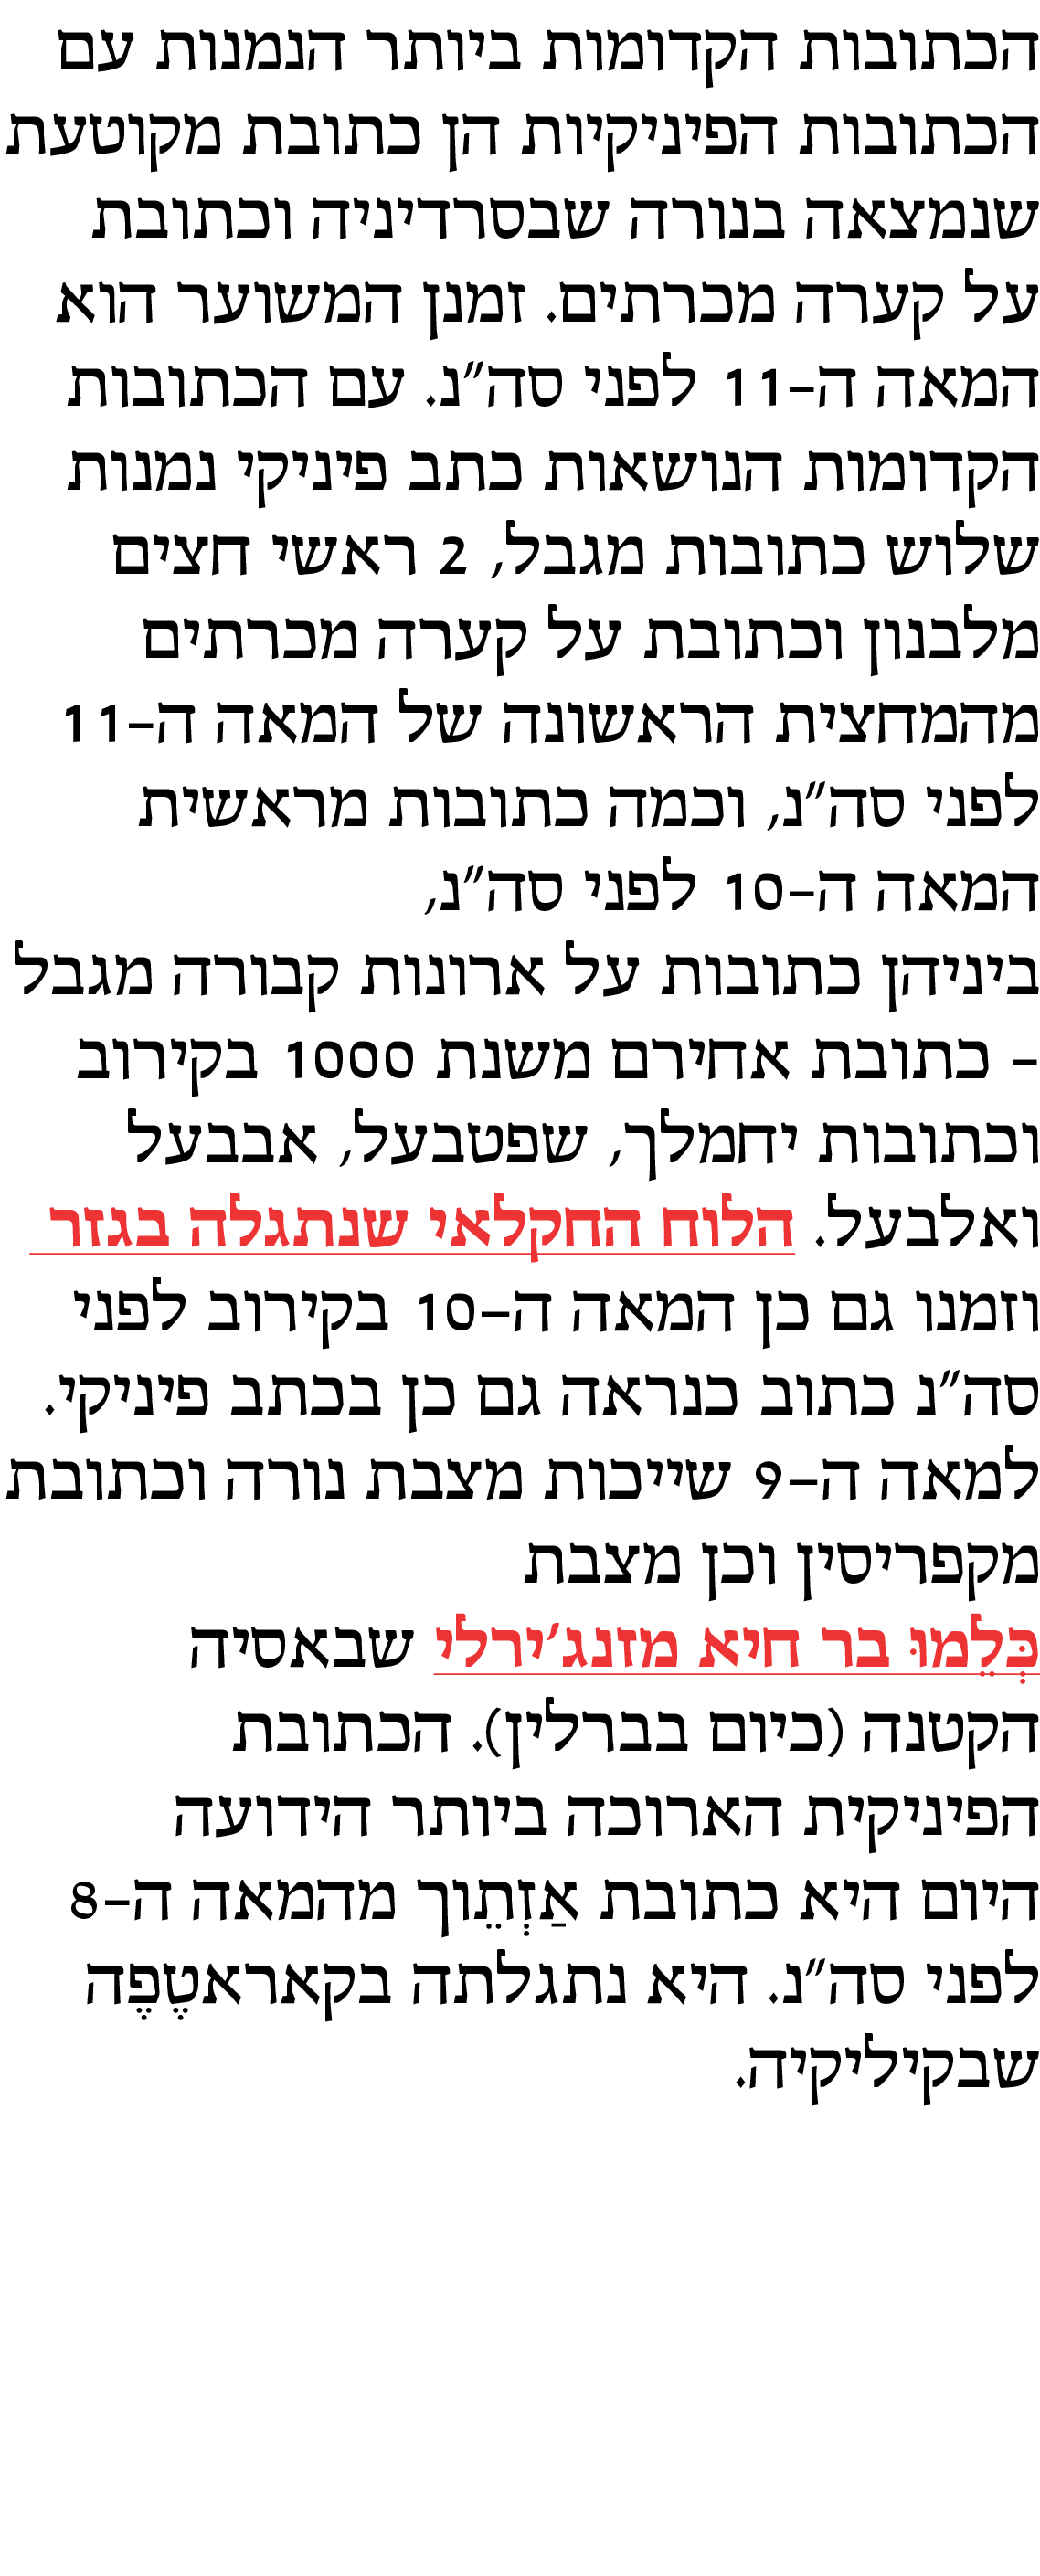 הכתובות הקדומות ביותר הנמנות עם
הכתובות הפיניקיות הן כתובת מקוטעת
שנמצאה בנורה שבסרדיניה וכתובת
על קערה מכרתים. זמנן המשוער הוא
המאה ה-11 לפני סה"נ. עם הכתובות
הקדומות הנושאות כתב פיניקי נמנות
שלוש כתובות מגבל, 2 ראשי חצים
מלבנון וכתובת על קערה מכרתים
מהמחצית הראשונה של המאה ה-11
לפני סה"נ, וכמה כתובות מראשית
המאה ה-10 לפני סה"נ,
ביניהן כתובות על ארונות קבורה מגבל
- כתובת אחירם משנת 1000 בקירוב
וכתובות יחמלך, שפטבעל, אבבעל
ואלבעל. הלוח החקלאי שנתגלה בגזר
וזמנו גם כן המאה ה-10 בקירוב לפני
סה"נ כתוב כנראה גם כן בכתב פיניקי.
למאה ה-9 שייכות מצבת נורה וכתובת
מקפריסין וכן מצבת
כְּלֵמוּ בר חיא מזנג'ירלי שבאסיה
הקטנה (כיום בברלין). הכתובת
הפיניקית הארוכה ביותר הידועה
היום היא כתובת אַזְתֵוך מהמאה ה-8
לפני סה"נ. היא נתגלתה בקאראטֶפֶה
שבקיליקיה.